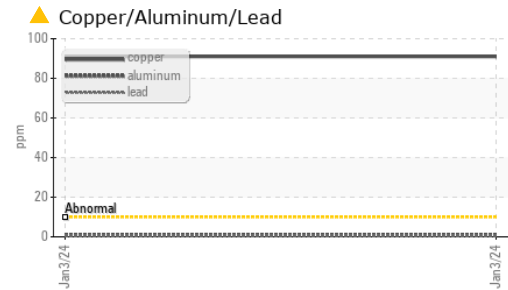 Copper/Aluminum/Lead
100
copper
80
aluminum
lead
60
ppm
40
20
Abnormal
0
Jan3/24
Jan3/24